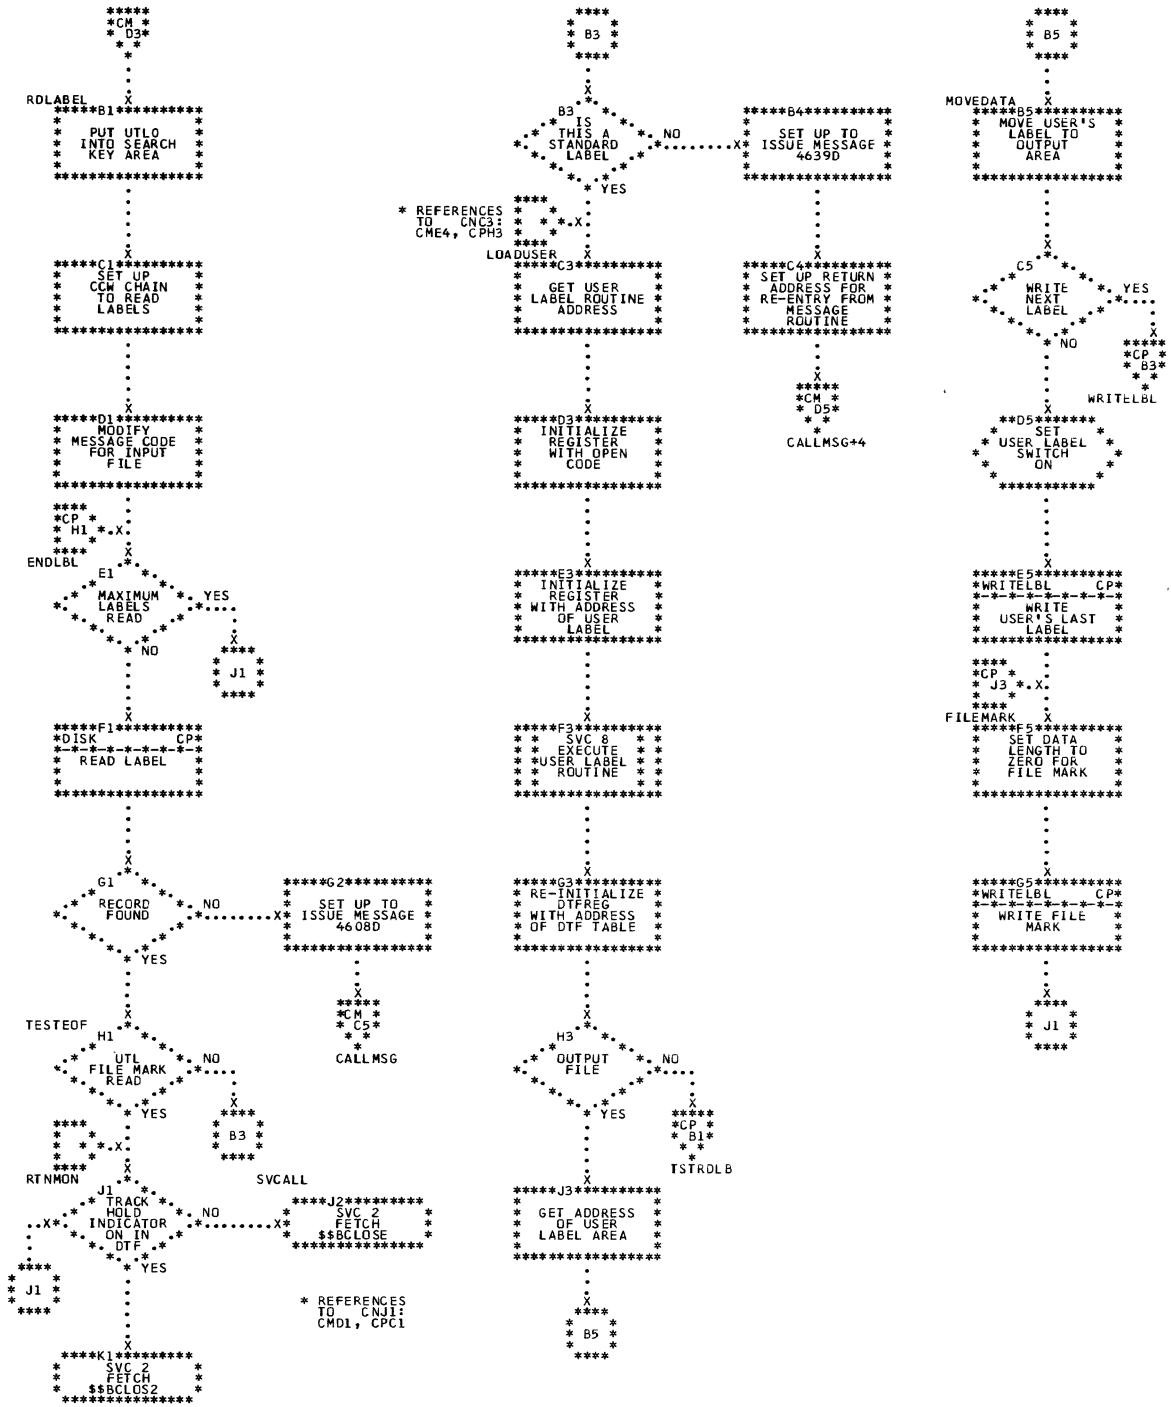 CM
D3
RDLABEL
B1
PUT UTLO
INTO SEARCH
KEY AREA
C1
SET UP
CCW CHAIN
TO READ
LABELS
D1
MODIFY
MESSAGE CODE
FOR INPUT
FILE
CP
H1
ENDLBL
E1
MAXIMUM
LABELS
READ
YES
NO
J1
F1
*DISK CP*
READ LABEL
G1
RECORD
FOUND
NO
YES
G2
SET UP TO
ISSUE MESSAGE
4608D
CM
C5
CALLMSG
TESTEOF
H1
UTL
FILE MARK
READ
NO
YES
B3
RTNMON
J1
TRACK
HOLD
INDICATOR
ON IN
DTF
NO
YES
J1
SVCALL
J2
SVC 2
FETCH
$$BCLOSE
* REFERENCES
TO CNJ1:
CMD1, CPC1
K1
SVC 2
FETCH
$$BCLOS2
B3
B3
IS
THIS A
STANDARD
LABEL
NO
YES
B4
SET UP TO
ISSUE MESSAGE
4639D
* REFERENCES
TO CNC3:
CME4, CPH3
LOADUSER
C3
GET USER
LABEL ROUTINE
ADDRESS
C4
SET UP RETURN
ADDRESS FOR
RE-ENTRY FROM
MESSAGE
ROUTINE
CM
D5
CALLMSG+4
D3
INITIALIZE
REGISTER
WITH OPEN
CODE
E3
INITIALIZE
REGISTER
WITH ADDRESS
OF USER
LABEL
F3
SVC 8
EXECUTE
USER LABEL
ROUTINE
G3
RE-INITIALIZE
DTFREG
WITH ADDRESS
OF DTF TABLE
H3
OUTPUT
FILE
NO
YES
CP
B1
TSTRDLB
J3
GET ADDRESS
OF USER
LABEL AREA
B5
B5
MOVEDATA
B5
MOVE USER'S
LABEL TO
OUTPUT
AREA
C5
WRITE
NEXT
LABEL
YES
NO
CP
B3
WRITELBL
D5
SET
USER LABEL
SWITCH
ON
E5
*WRITELBL CP*
WRITE
USER'S LAST
LABEL
CP
J3
FILEMARK
F5
SET DATA
LENGTH TO
ZERO FOR
FILE MARK
G5
*WRITELBL CP*
WRITE FILE
MARK
J1